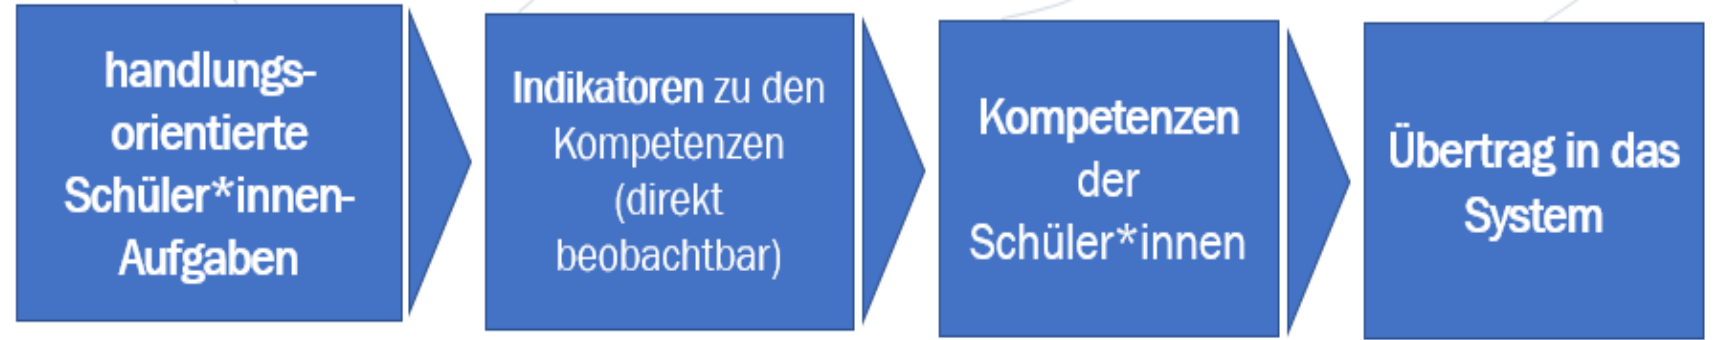 handlungs-
orientierte
Schüler*innen-
Aufgaben
Indikatoren zu den
Kompetenzen
(direkt
beobachtbar)
Kompetenzen
der
Schüler*innen
Übertrag in das
System